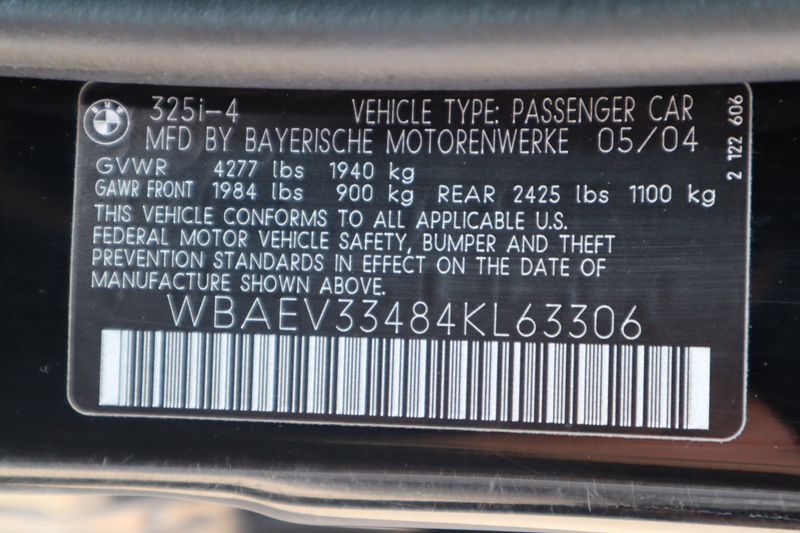 BMW
325i-4 VEHICLE TYPE: PASSENGER CAR
MFD BY BAYERISCHE MOTORENWERKE 05/04
GVWR 4277 lbs 1940 kg
GAWR FRONT 1984 lbs 900 kg REAR 2425 lbs 1100 kg
THIS VEHICLE CONFORMS TO ALL APPLICABLE U.S.
FEDERAL MOTOR VEHICLE SAFETY, BUMPER AND THEFT
PREVENTION STANDARDS IN EFFECT ON THE DATE OF
MANUFACTURE SHOWN ABOVE.
WBAEV33484KL63306
2 122 606